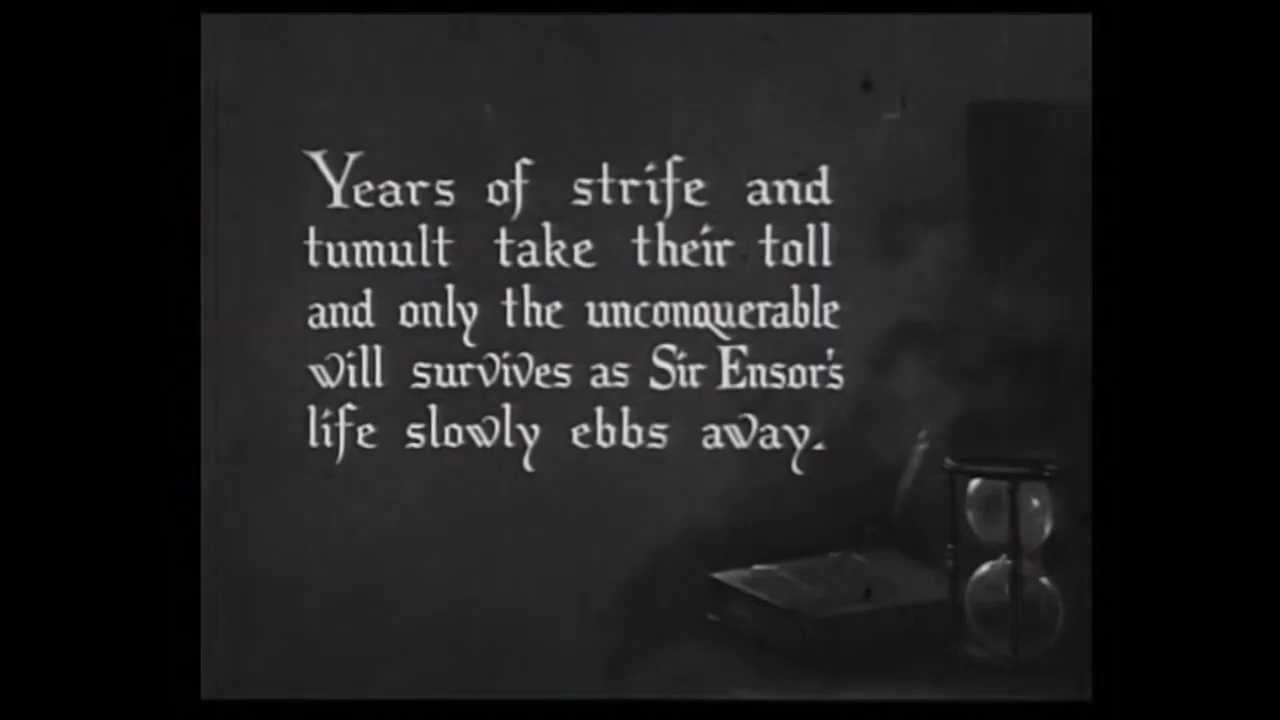 Years of strife and
tumult take their toll
and only the unconquerable
will survives as Sir Ensor's
life slowly ebbs away.